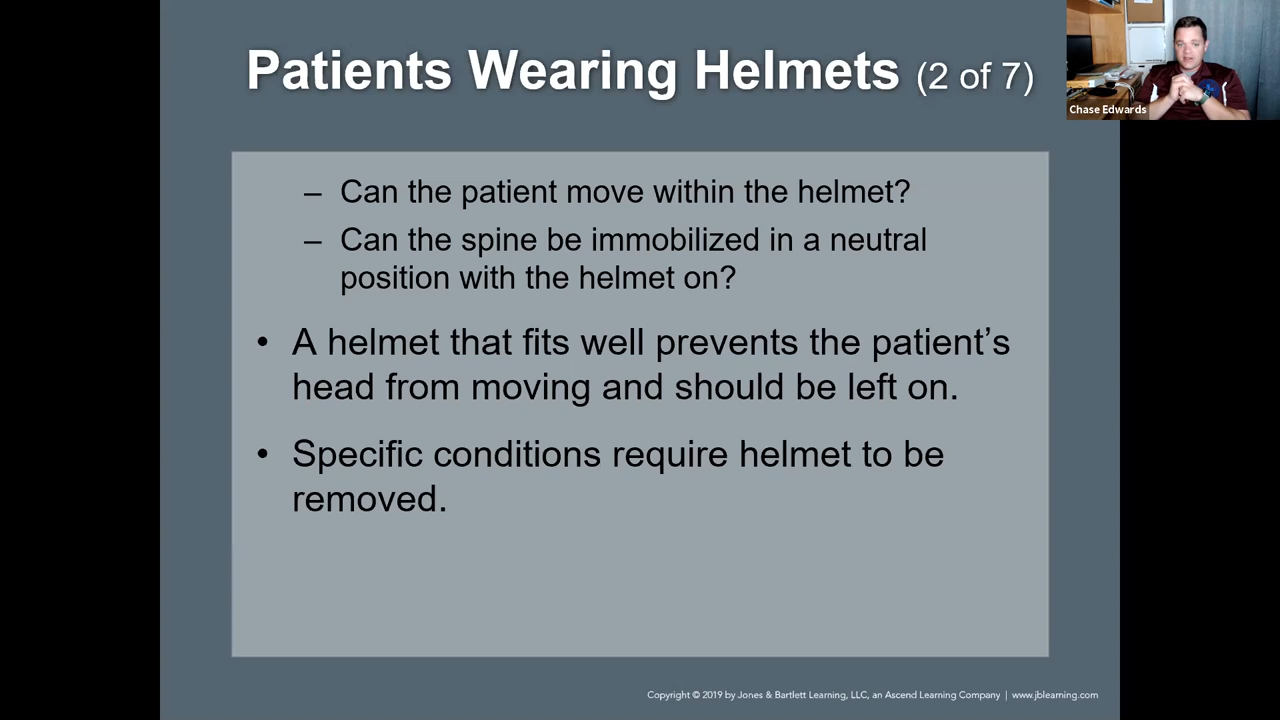 Patients Wearing Helmets (2 of 7)
Chase Edwards
– Can the patient move within the helmet?
– Can the spine be immobilized in a neutral
position with the helmet on?
• A helmet that fits well prevents the patient’s
head from moving and should be left on.
• Specific conditions require helmet to be
removed.
Copyright © 2019 by Jones & Bartlett Learning, LLC, an Ascend Learning Company | www.jblearning.com